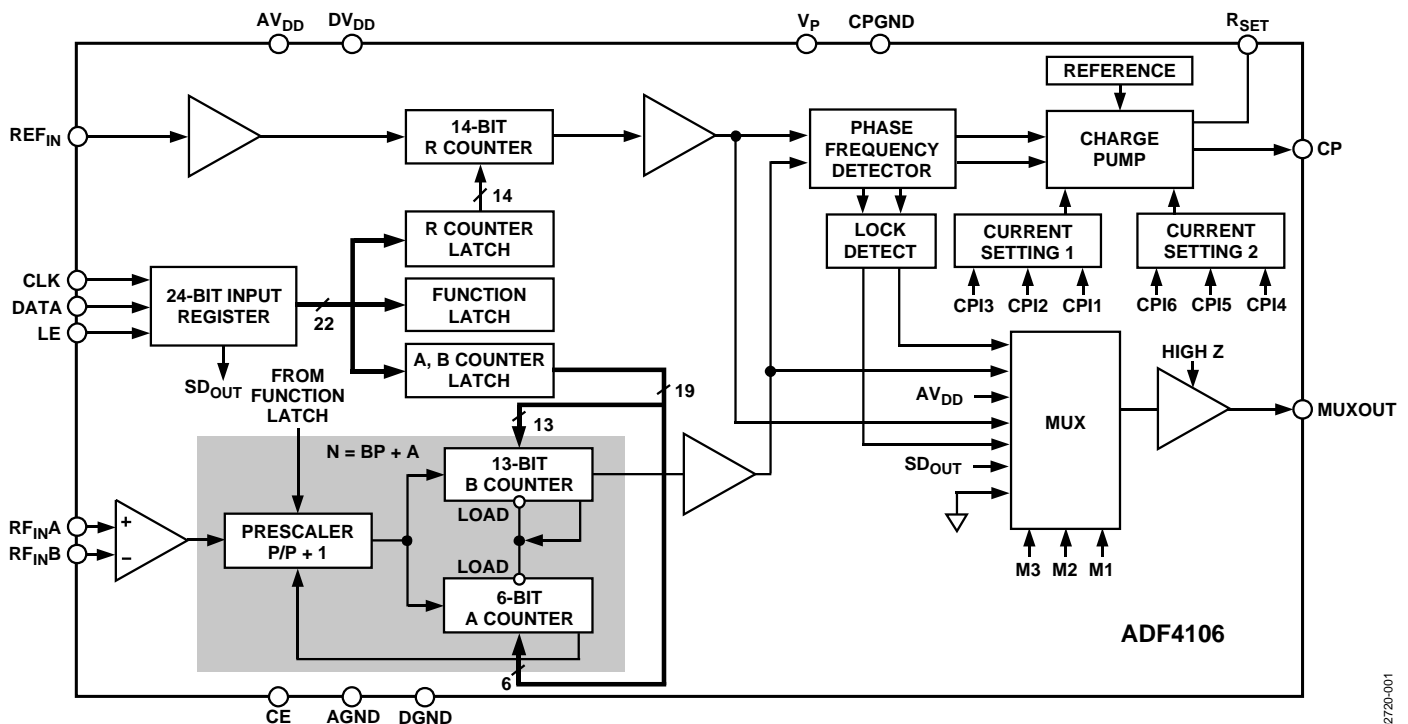 AVDD DVDD VP CPGND RSET
REFERENCE
REFIN
14-BIT
R COUNTER
PHASE
FREQUENCY
DETECTOR
CHARGE
PUMP
CP
14
R COUNTER
LATCH
LOCK
DETECT
CURRENT
SETTING 1
CURRENT
SETTING 2
CLK
DATA
LE
24-BIT INPUT
REGISTER
22
FUNCTION
LATCH
CPI3 CPI2 CPI1 CPI6 CPI5 CPI4
SDOUT
A, B COUNTER
LATCH
19
FROM
FUNCTION
LATCH
13
HIGH Z
AVDD
MUX
MUXOUT
SDOUT
N = BP + A
13-BIT
B COUNTER
LOAD
RFINA
RFINB
+
–
PRESCALER
P/P + 1
LOAD
6-BIT
A COUNTER
M3 M2 M1
6
ADF4106
CE AGND DGND
2720-001